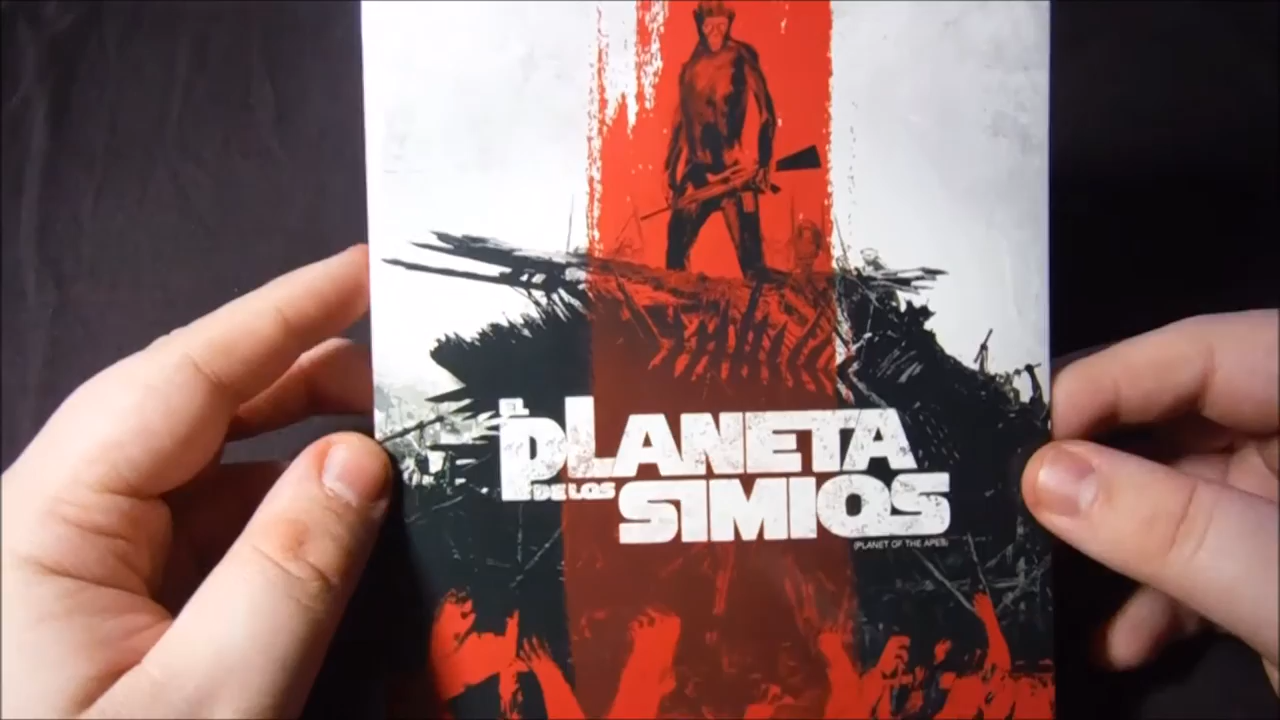 EL PLANETA
DE LOS SIMIOS
(PLANET OF THE APES)